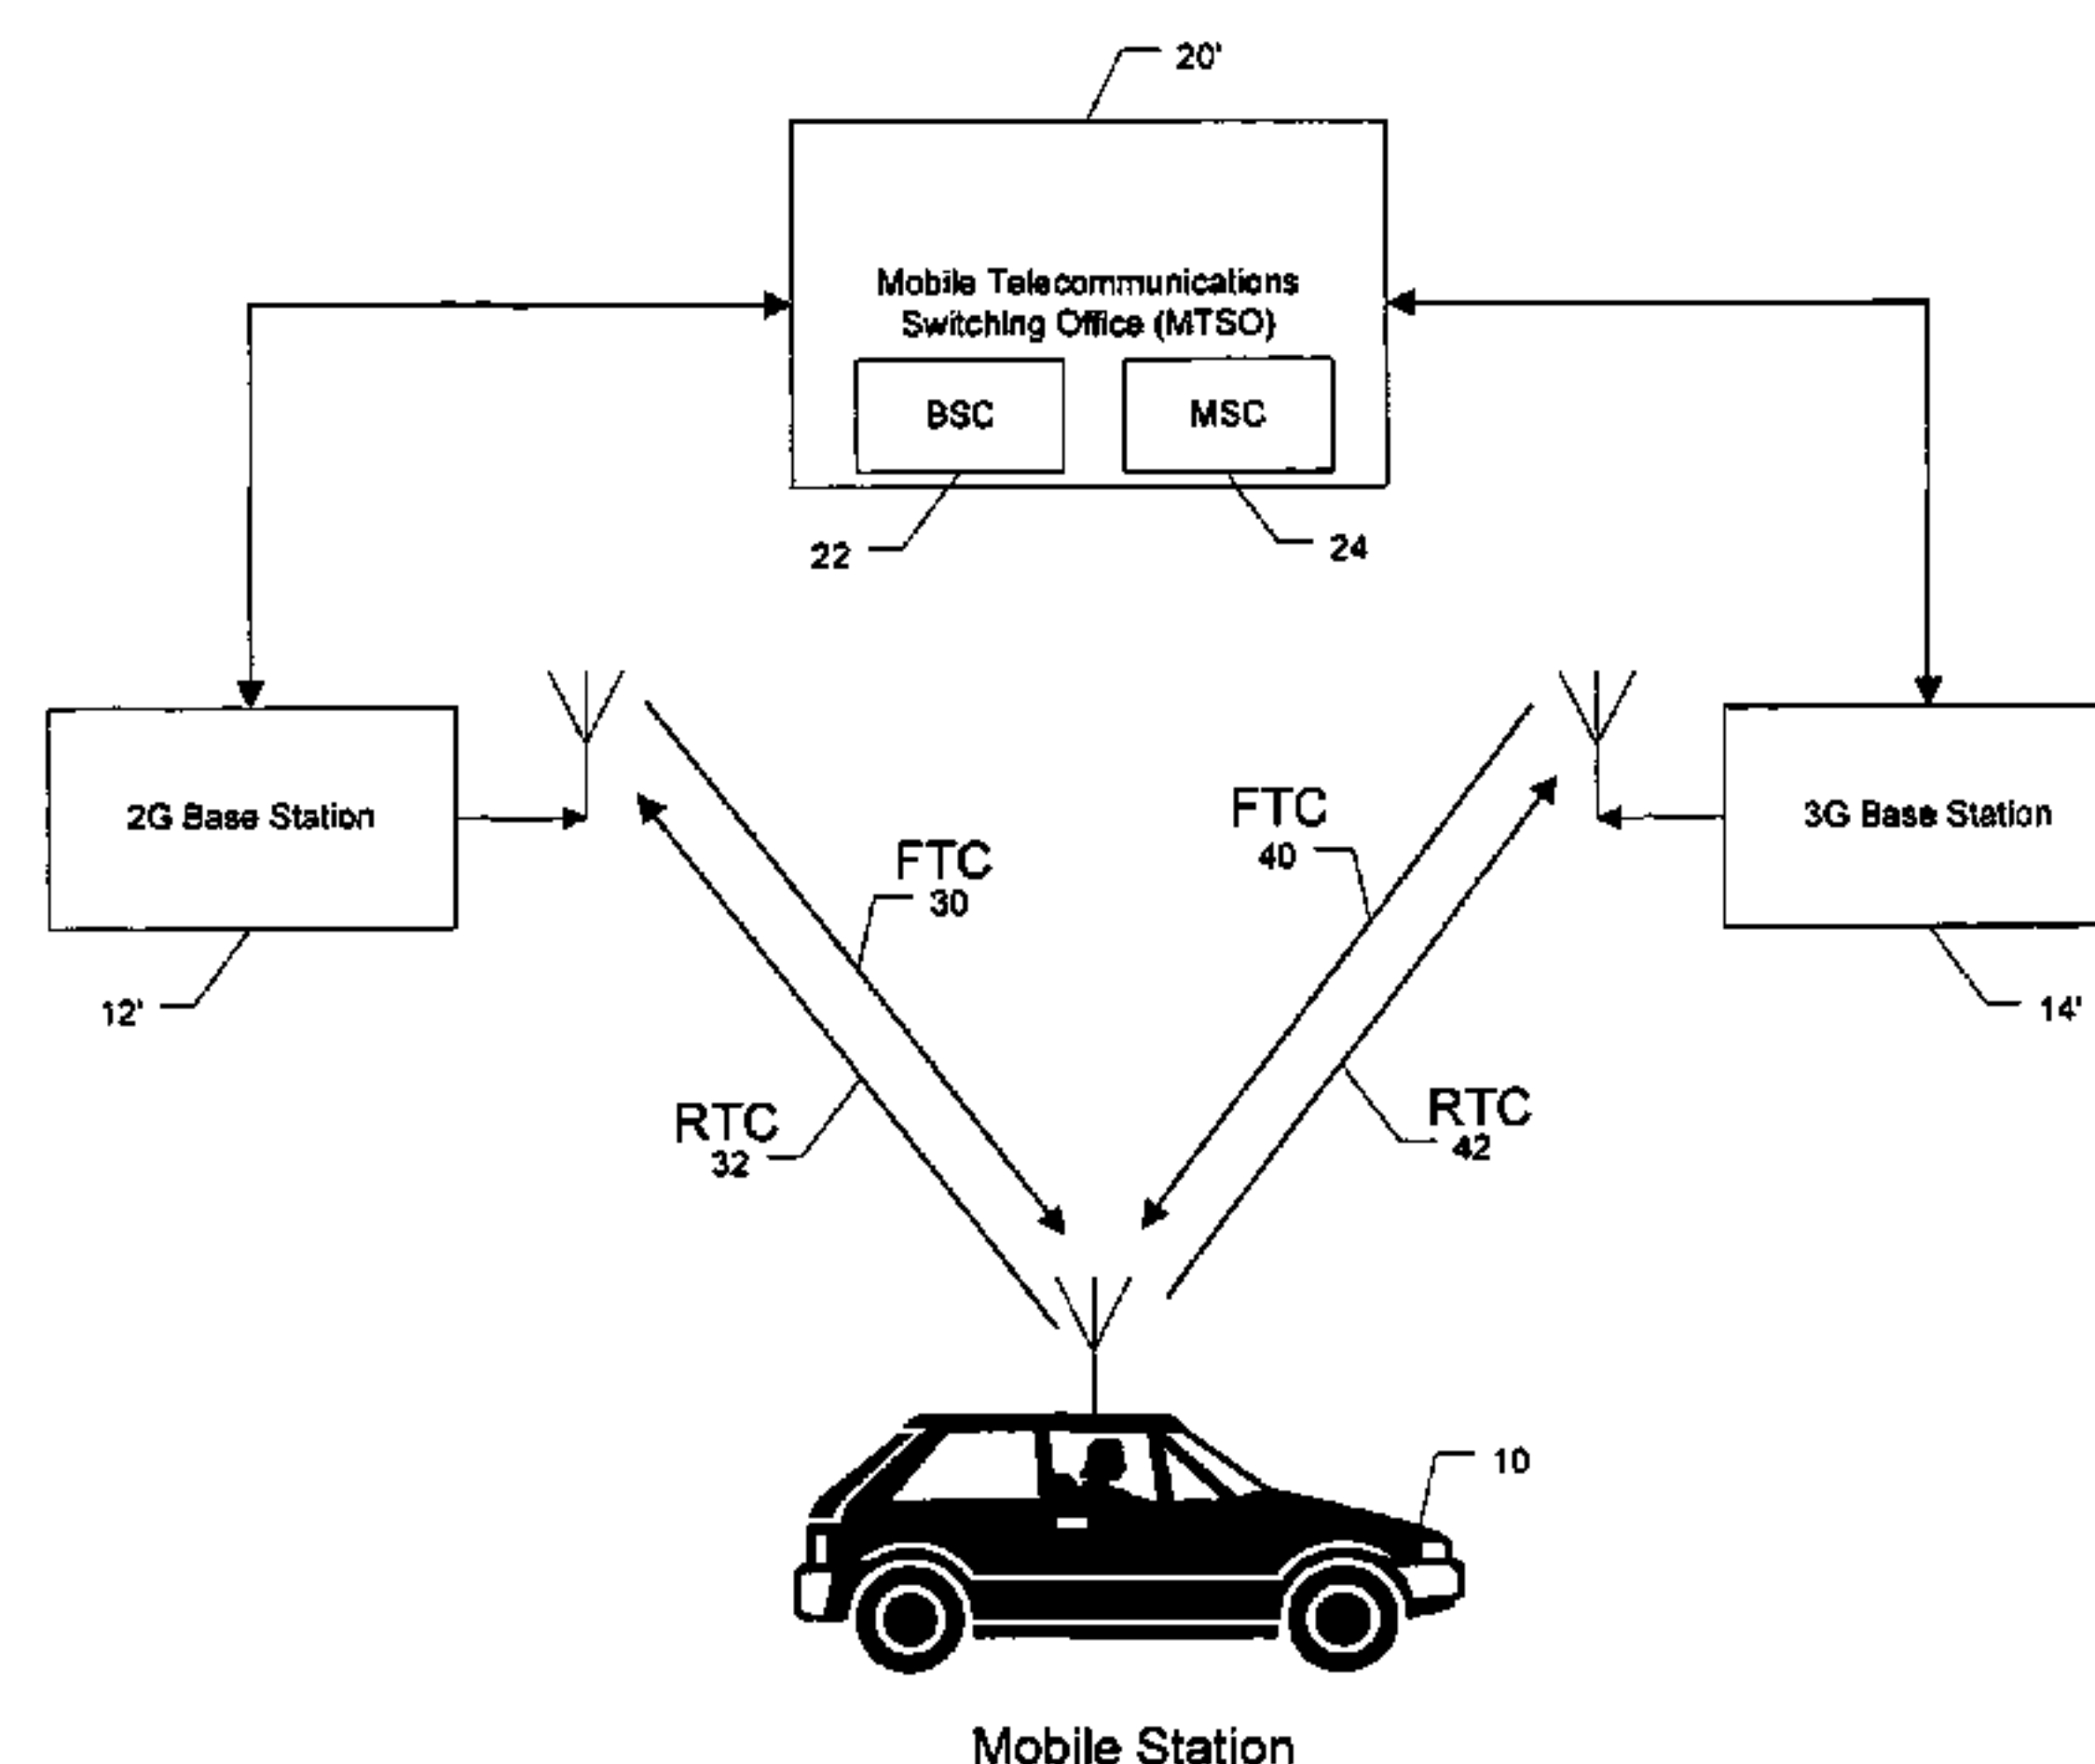 20'
Mobile Telecommunications
Switching Office (MTSO)
BSC
MSC
22
24
2G Base Station
3G Base Station
FTC
40
FTC
30
12'
14'
RTC
32
RTC
42
10
Mobile Station